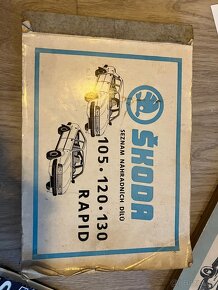 ŠKODA
SEZNAM NÁHRADNÍCH DÍLŮ
105·120·130
RAPID